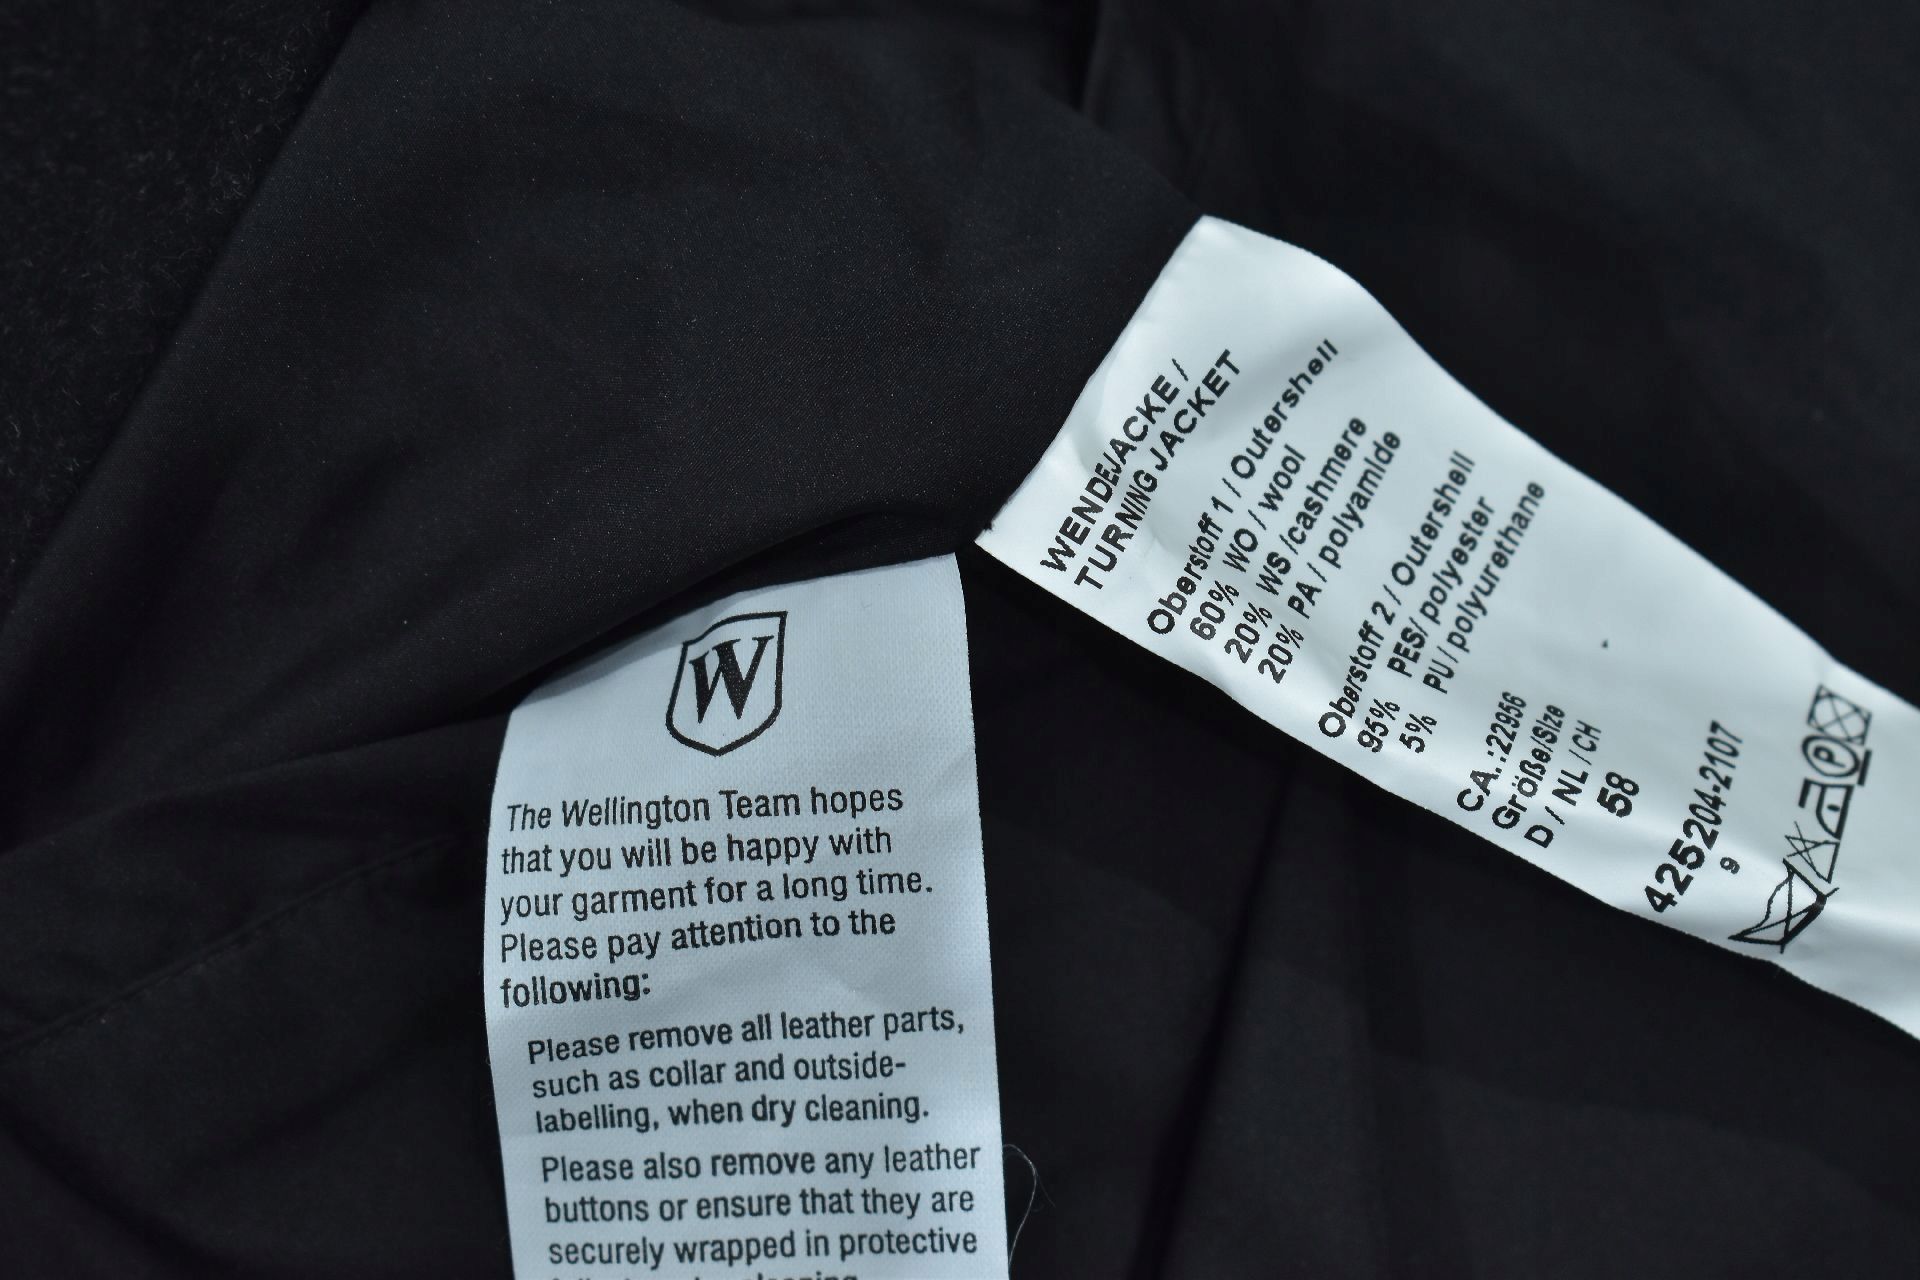 W
The Wellington Team hopes
that you will be happy with
your garment for a long time.
Please pay attention to the
following:
Please remove all leather parts,
such as collar and outside-
labelling, when dry cleaning.
Please also remove any leather
buttons or ensure that they are
securely wrapped in protective
WENDEJACKE /
TURNING JACKET
Oberstoff 1 / Outershell
60% WO / wool
20% WS /cashmere
20% PA / polyamide
Oberstoff 2 / Outershell
95% PES/ polyester
5% PU / polyurethane
CA.:22956
Größe/Size
D / NL / CH
58
425204-2107
9
P